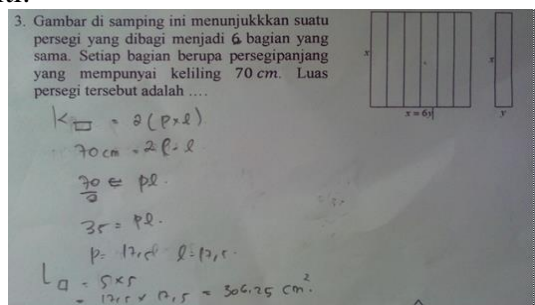 3. Gambar di samping ini menunjukkkan suatu
persegi yang dibagi menjadi 6 bagian yang
sama. Setiap bagian berupa persegipanjang
yang mempunyai keliling 70 cm. Luas
persegi tersebut adalah ....
x
x
x = 6y
y
K▭ = 2(p×l)
70 cm = 2 p l
70/2 = pl.
35 = pl.
p = 17,5 l = 17,5.
L□ = s×s
= 17,5 × 17,5 = 306,25 cm².